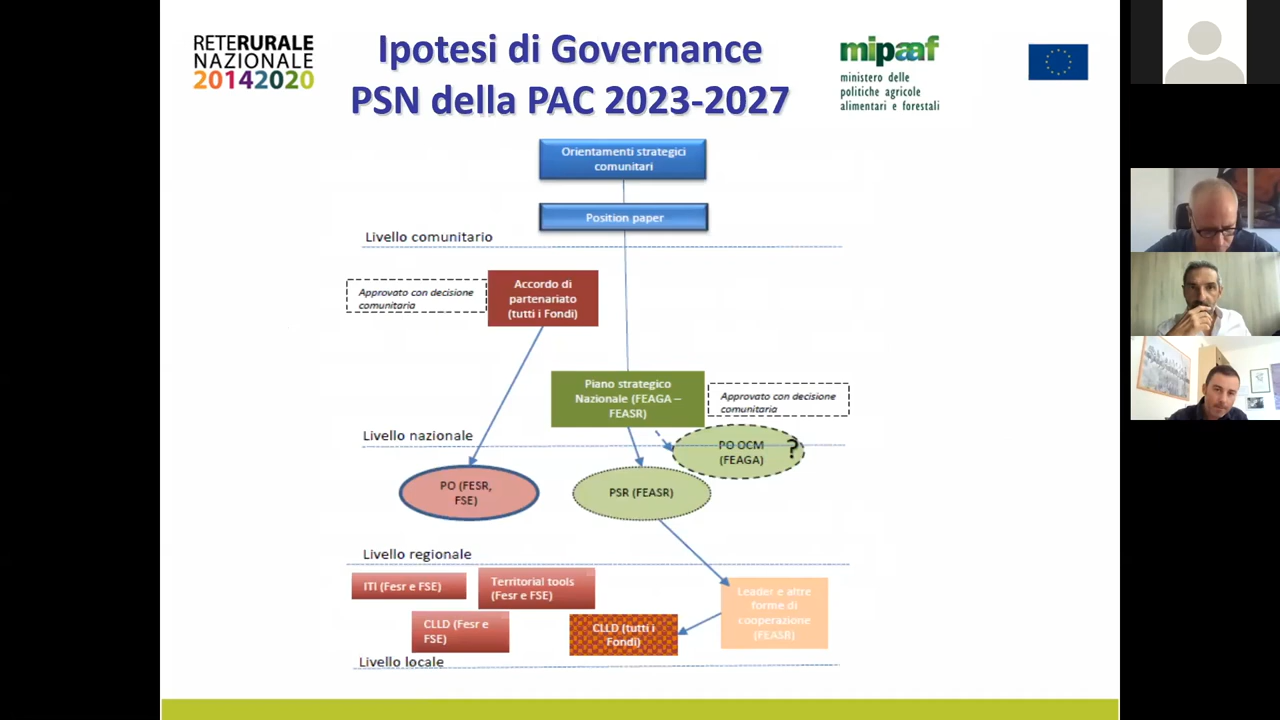 RETERURALE
NAZIONALE
20142020
Ipotesi di Governance
PSN della PAC 2023-2027
mipaaf
ministero delle
politiche agricole
alimentari e forestali
Orientamenti strategici
comunitari
Position paper
Livello comunitario
Approvato con decisione
comunitaria
Accordo di
partenariato
(tutti i Fondi)
Piano strategico
Nazionale (FEAGA –
FEASR)
Approvato con decisione
comunitaria
Livello nazionale
PO OCM
(FEAGA)
?
PO (FESR,
FSE)
PSR (FEASR)
Livello regionale
ITI (Fesr e FSE)
Territorial tools
(Fesr e FSE)
Leader e altre
forme di
cooperazione
(FEASR)
CLLD (Fesr e
FSE)
CLLD (tutti i
Fondi)
Livello locale